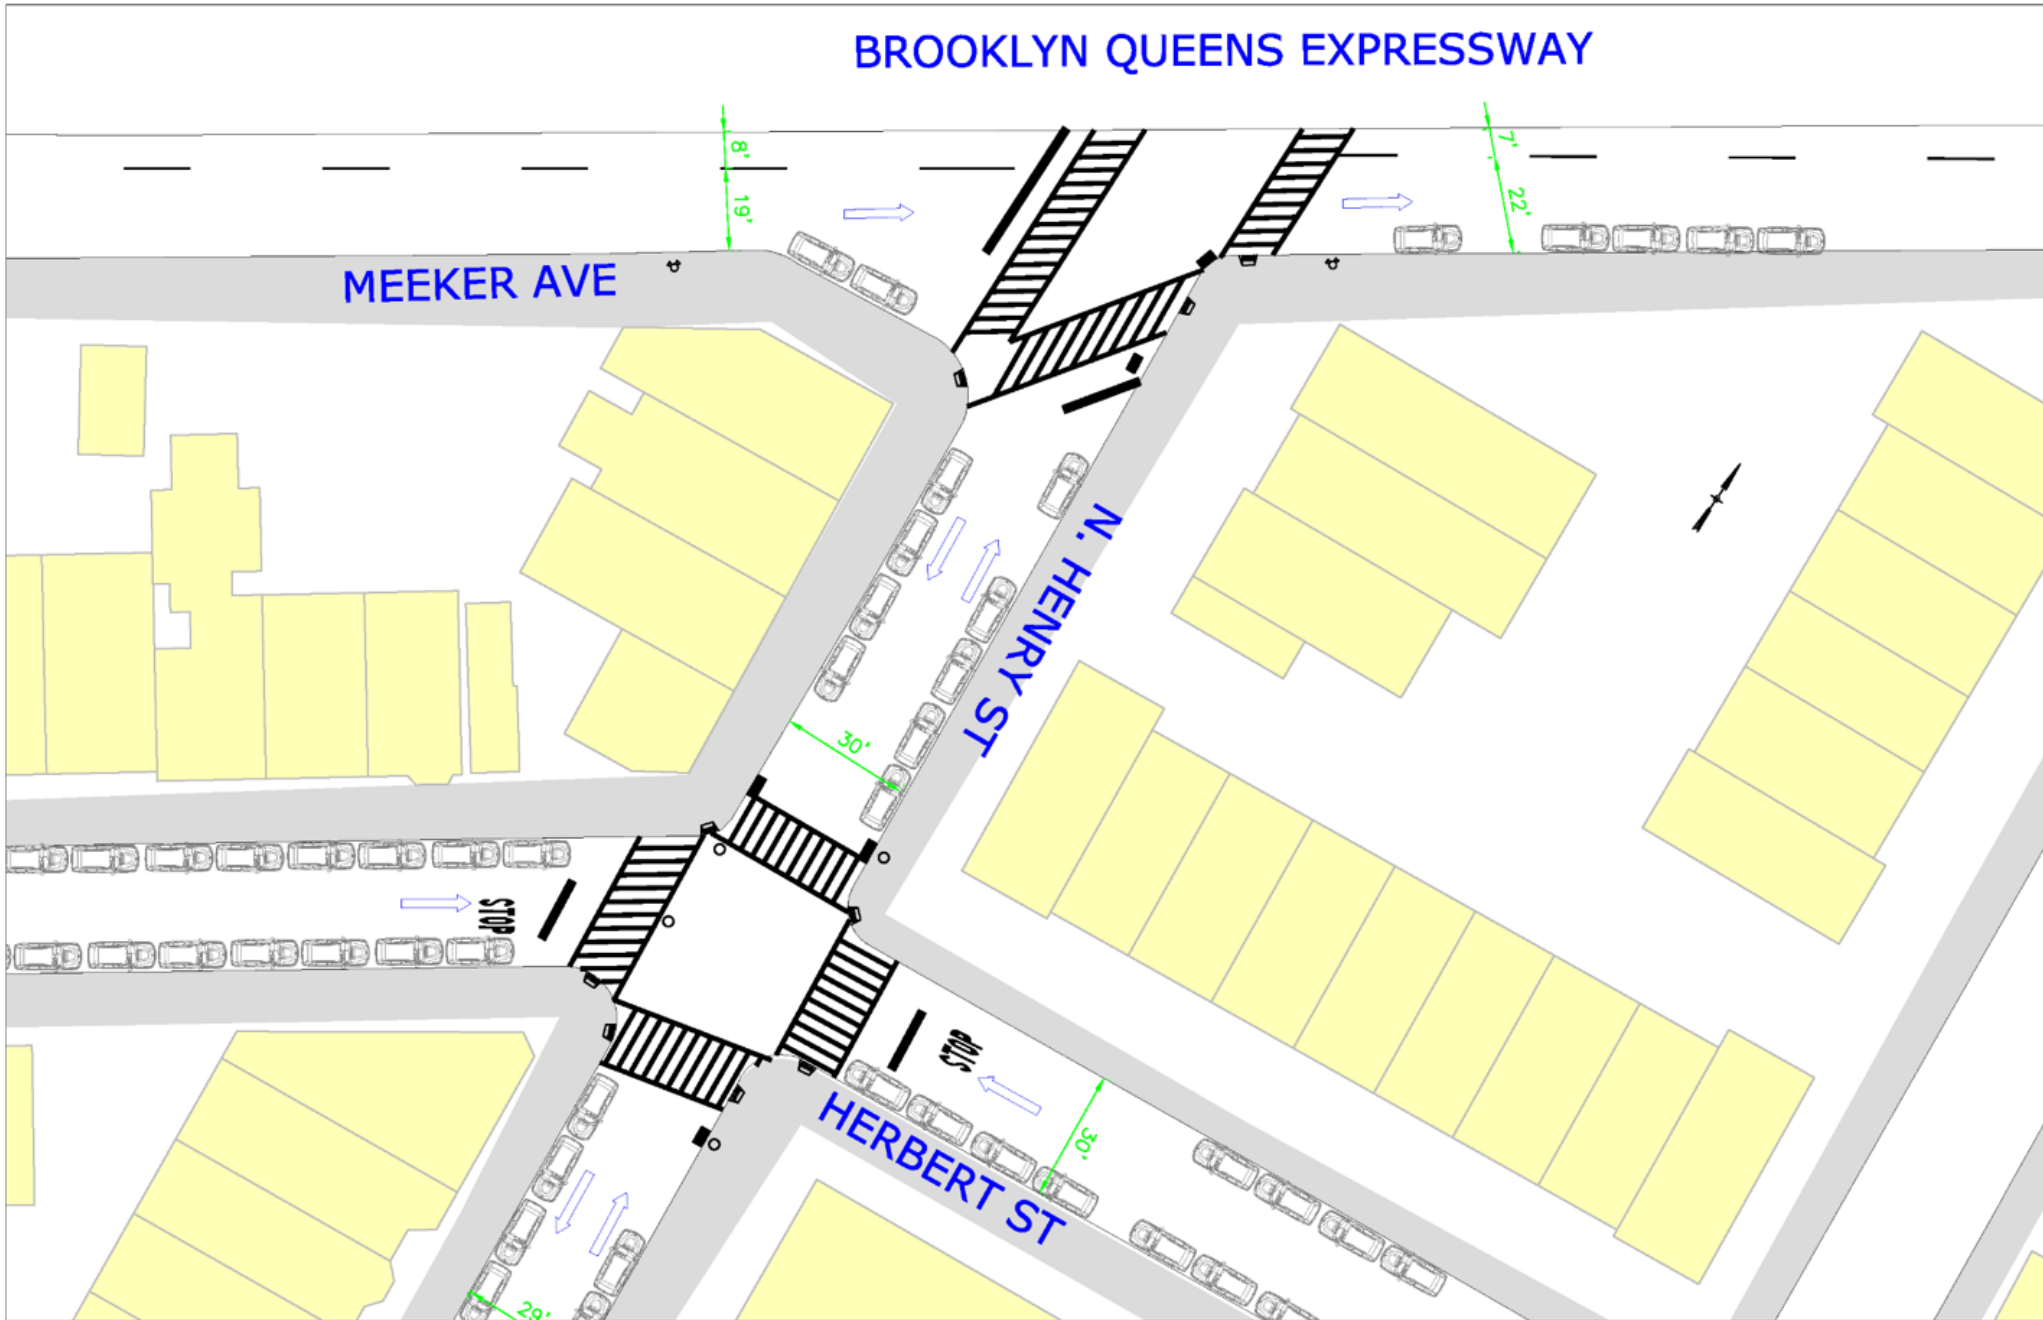 BROOKLYN QUEENS EXPRESSWAY
8'
7'
19'
22'
MEEKER AVE
N. HENRY ST
30'
STOP
STOP
30'
HERBERT ST
29'